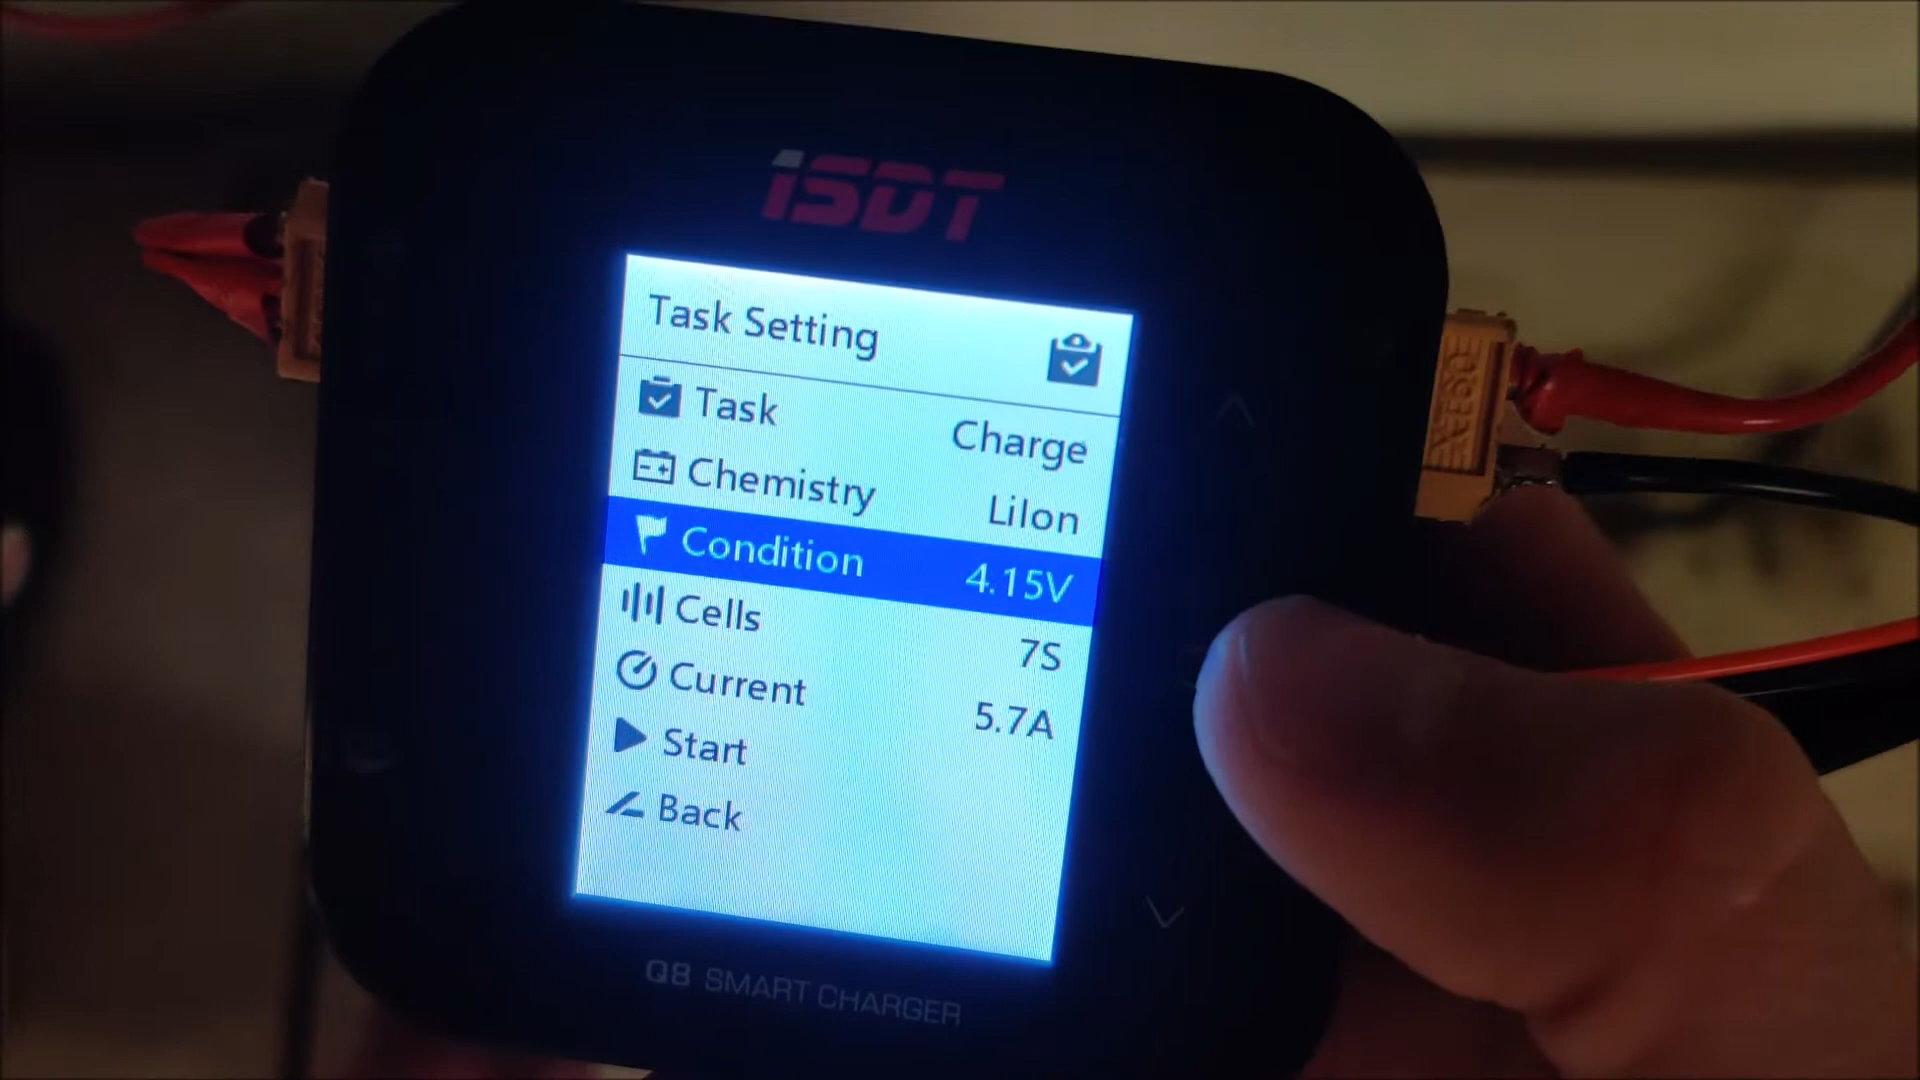 iSDT
Task Setting
Task Charge
Chemistry LiIon
Condition 4.15V
Cells 7S
Current 5.7A
Start
Back
Q8 SMART CHARGER
XT60